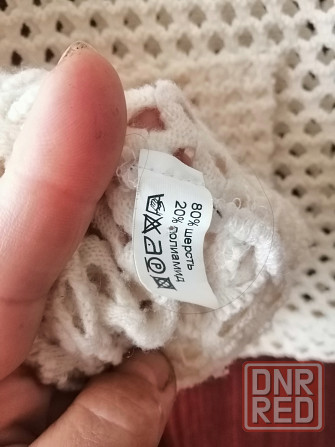 80% шерсть
20% полиамид
DNR
RED